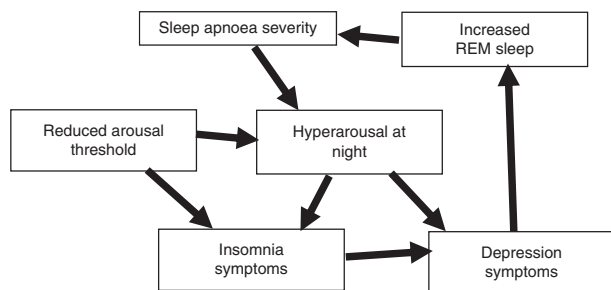 Sleep apnoea severity
Increased
REM sleep
Reduced arousal
threshold
Hyperarousal at
night
Insomnia
symptoms
Depression
symptoms